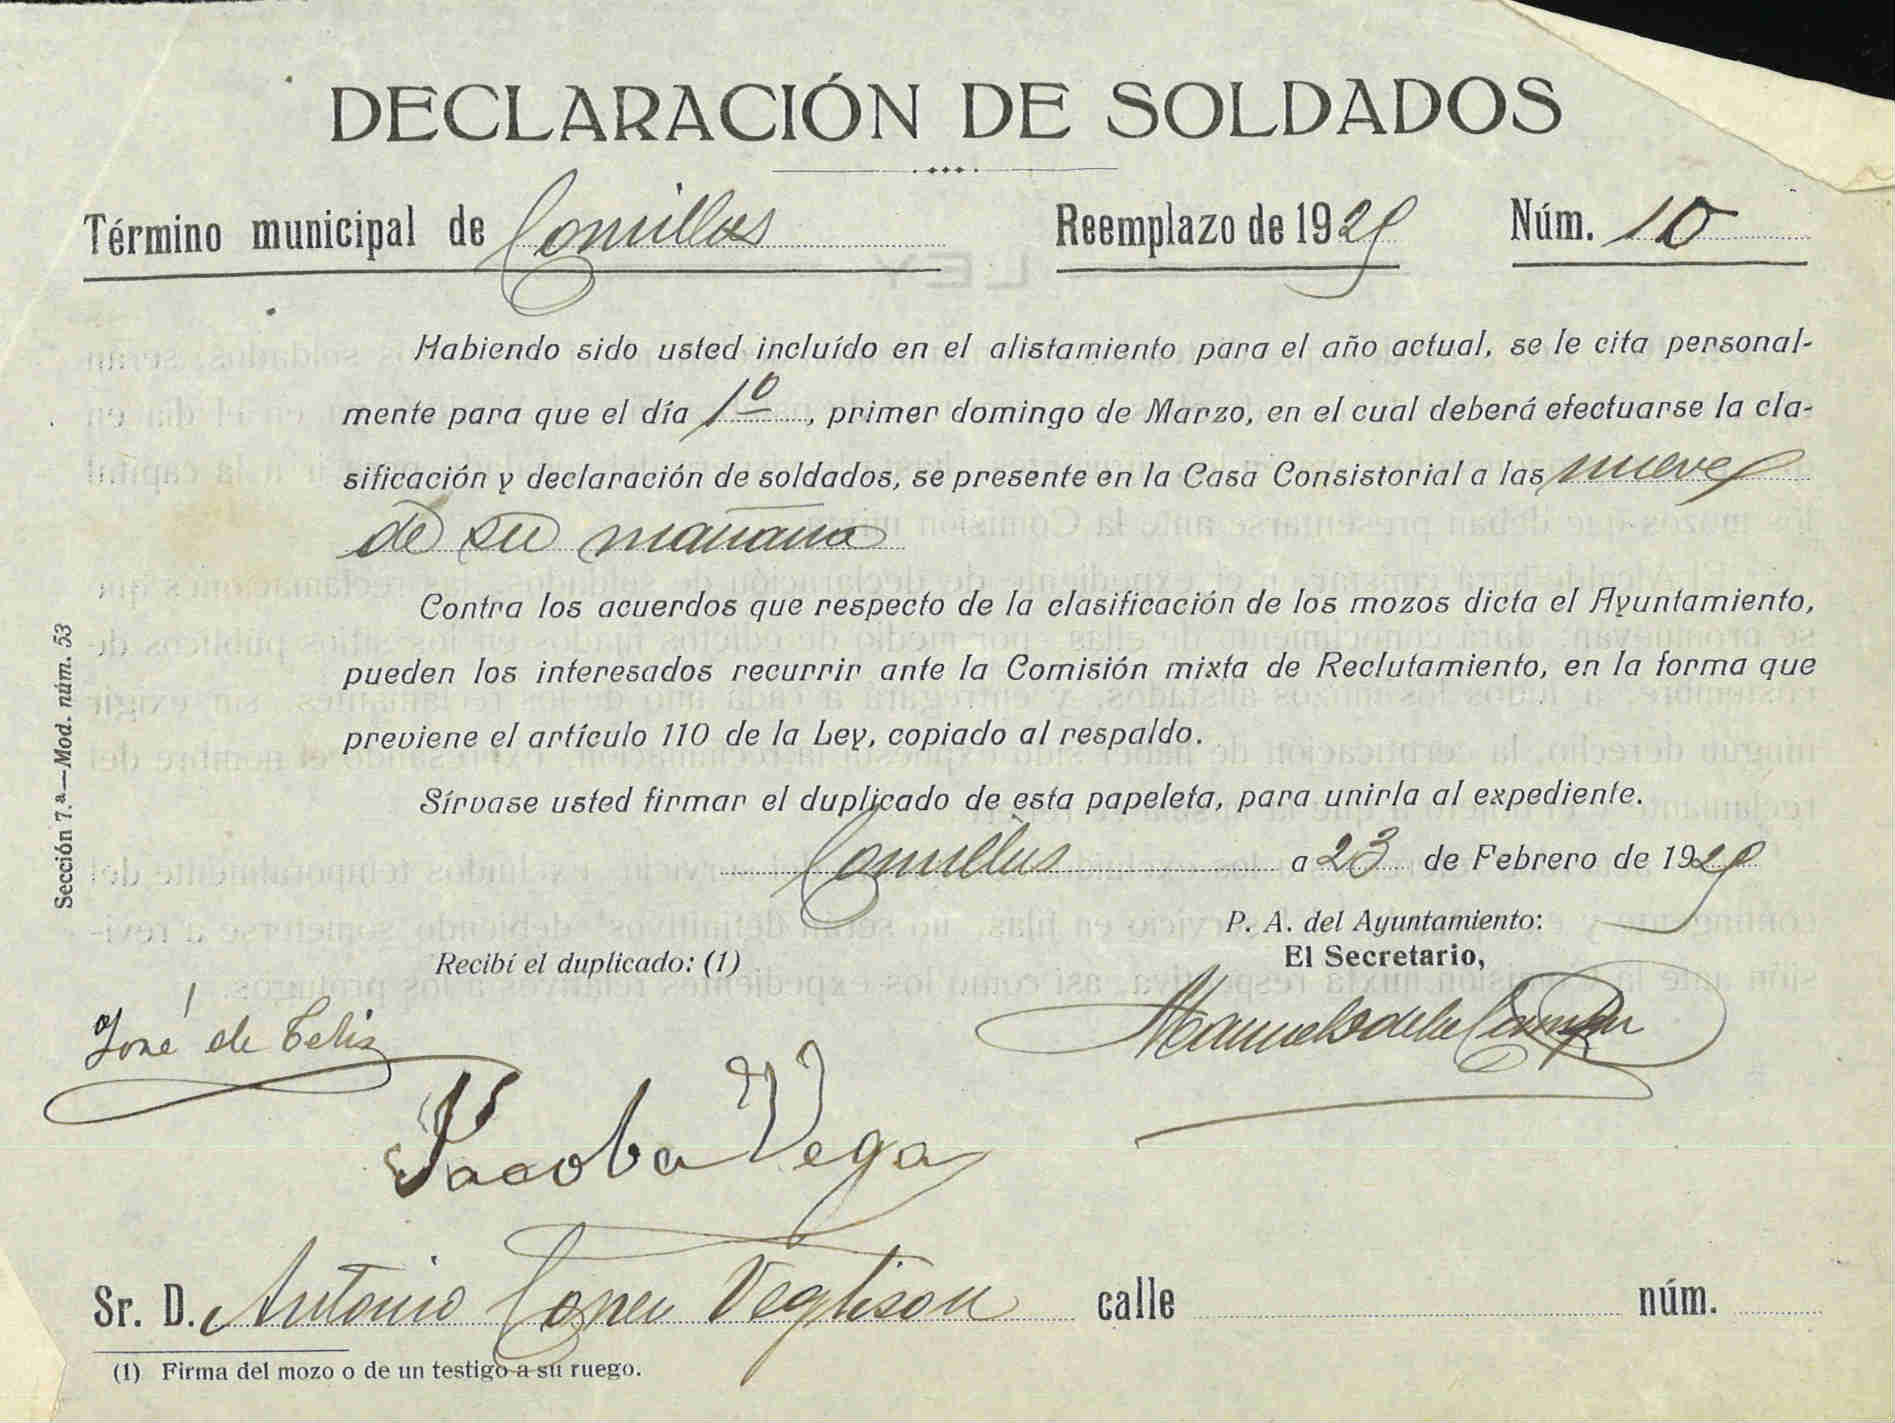 DECLARACIÓN DE SOLDADOS
Término municipal de Comillas Reemplazo de 1925 Núm. 10
Habiendo sido usted incluído en el alistamiento para el año actual, se le cita personal-
mente para que el día 1º, primer domingo de Marzo, en el cual deberá efectuarse la cla-
sificación y declaración de soldados, se presente en la Casa Consistorial a las nueve
de su mañana
Contra los acuerdos que respecto de la clasificación de los mozos dicta el Ayuntamiento,
pueden los interesados recurrir ante la Comisión mixta de Reclutamiento, en la forma que
previene el artículo 110 de la Ley, copiado al respaldo.
Sírvase usted firmar el duplicado de esta papeleta, para unirla al expediente.
Comillas a 23 de Febrero de 1925
P. A. del Ayuntamiento:
El Secretario,
Recibí el duplicado: (1)
José de Celis
Jacoba Vega
Sr. D. Antonio Lopez Veglison calle núm.
(1) Firma del mozo o de un testigo a su ruego.
Sección 7.ª—Mod. núm. 53